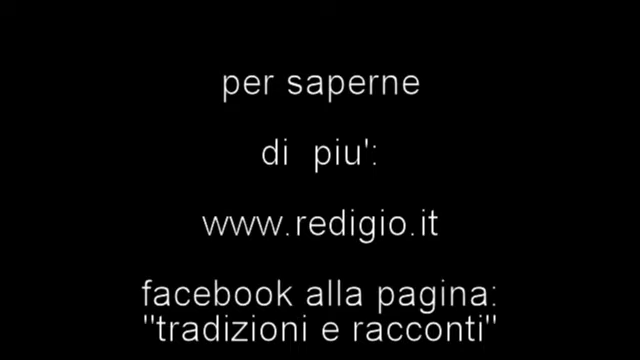 per saperne
di piu':
www.redigio.it
facebook alla pagina:
"tradizioni e racconti"